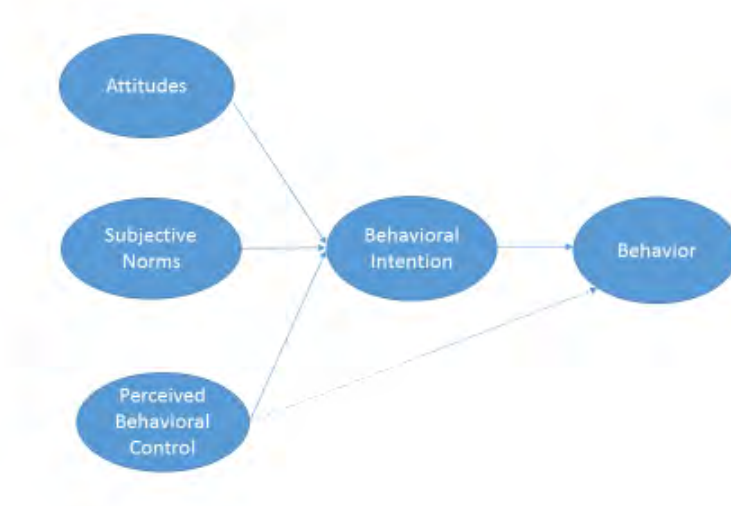 Attitudes
Subjective
Norms
Behavioral
Intention
Behavior
Perceived
Behavioral
Control